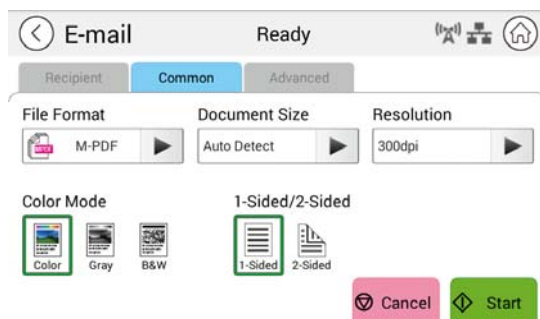 E-mail Ready
Recipient Common Advanced
File Format Document Size Resolution
M-PDF Auto Detect 300dpi
Color Mode 1-Sided/2-Sided
Color Gray B&W 1-Sided 2-Sided
Cancel Start